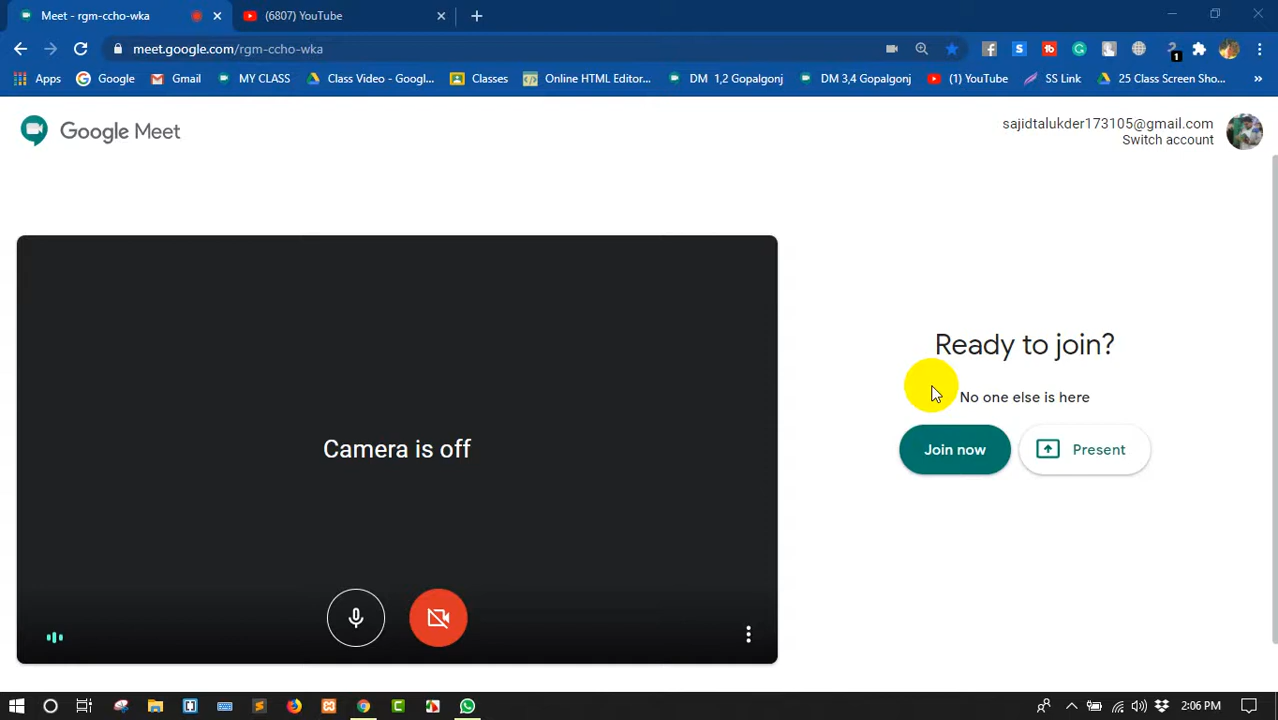 Meet - rgm-ccho-wka
(6807) YouTube
meet.google.com/rgm-ccho-wka
1
Apps
Google
Gmail
MY CLASS
Class Video - Googl...
Classes
Online HTML Editor...
DM 1,2 Gopalgonj
DM 3,4 Gopalgonj
(1) YouTube
SS Link
25 Class Screen Sho...
»
Google Meet
sajidtalukder173105@gmail.com
Switch account
Camera is off
Ready to join?
No one else is here
Join now
Present
2:06 PM